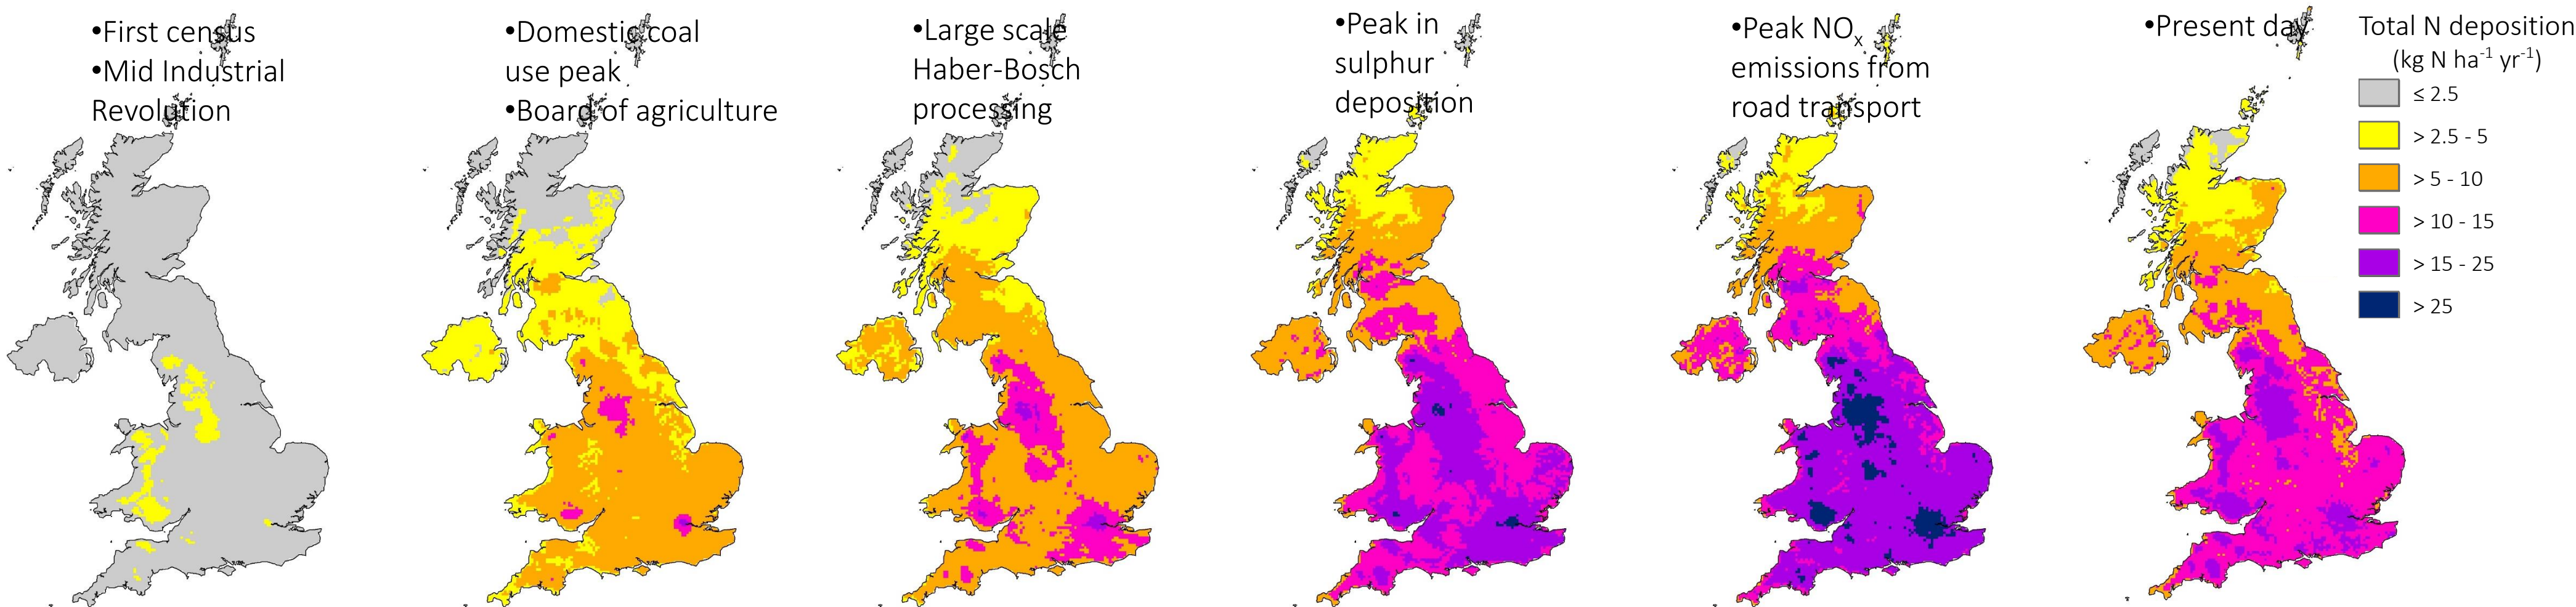 •First census
•Mid Industrial
Revolution
•Domestic coal
use peak
•Board of agriculture
•Large scale
Haber-Bosch
processing
•Peak in
sulphur
deposition
•Peak NOx
emissions from
road transport
•Present day
Total N deposition
(kg N ha-1 yr-1)
≤ 2.5
> 2.5 - 5
> 5 - 10
> 10 - 15
> 15 - 25
> 25